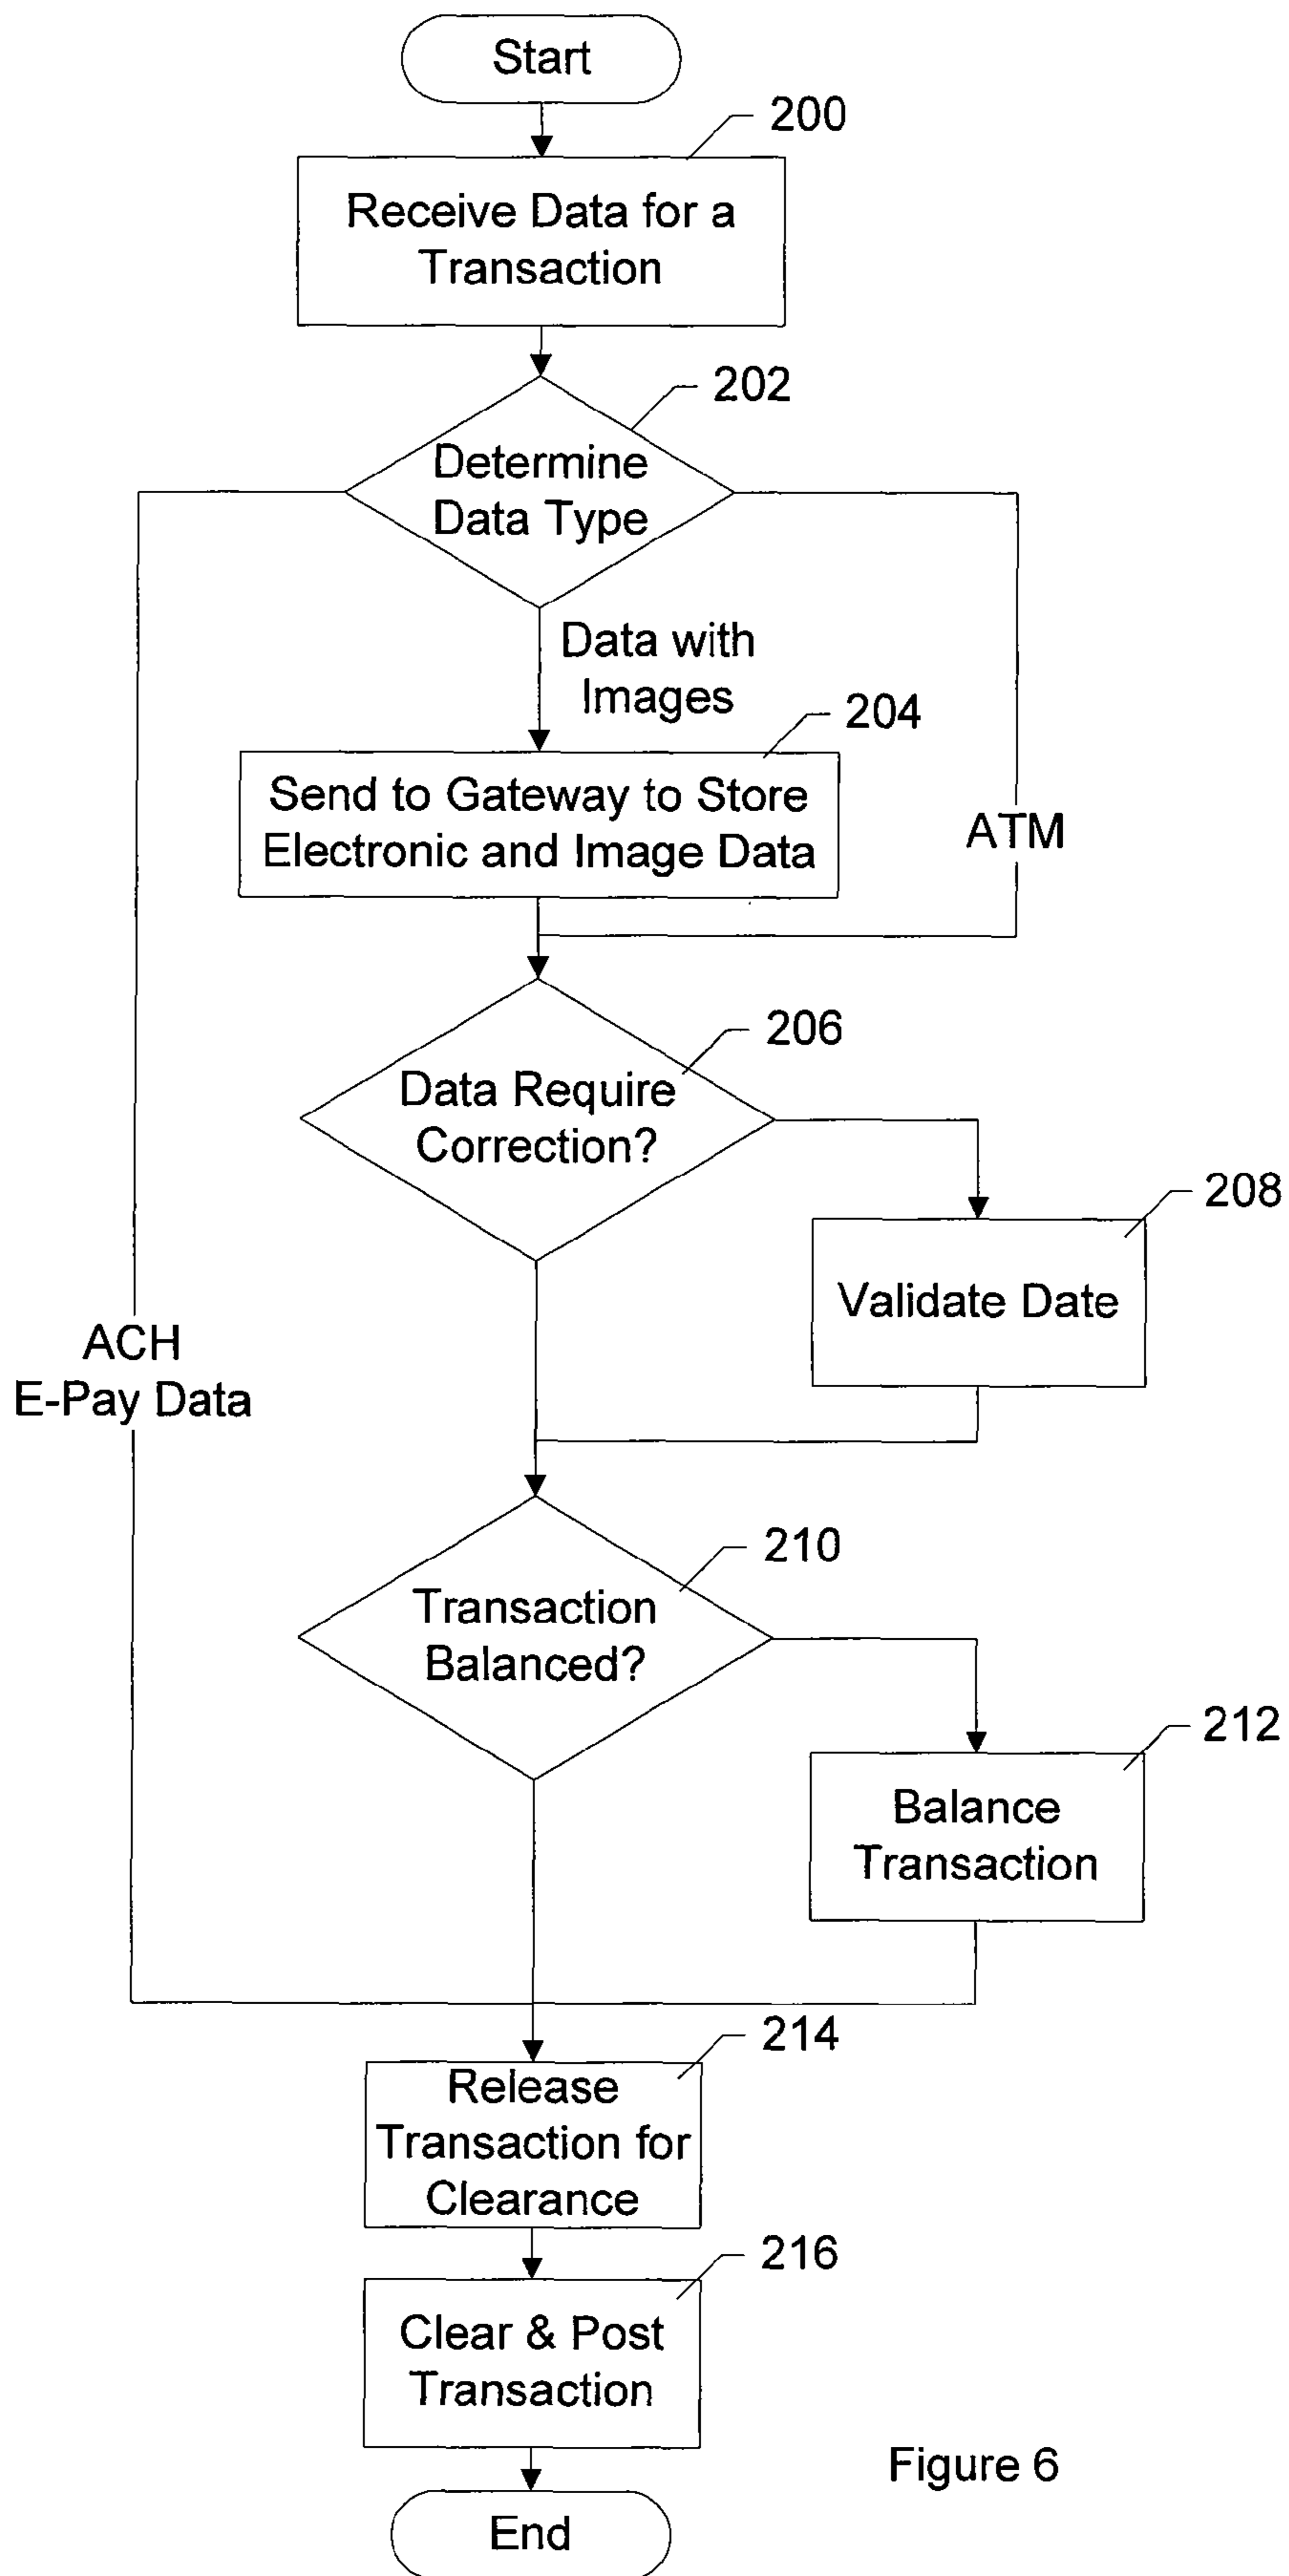 Start
200
Receive Data for a
Transaction
202
Determine
Data Type
Data with
Images
204
Send to Gateway to Store
Electronic and Image Data
ATM
206
Data Require
Correction?
208
Validate Date
ACH
E-Pay Data
210
Transaction
Balanced?
212
Balance
Transaction
214
Release
Transaction for
Clearance
216
Clear & Post
Transaction
Figure 6
End